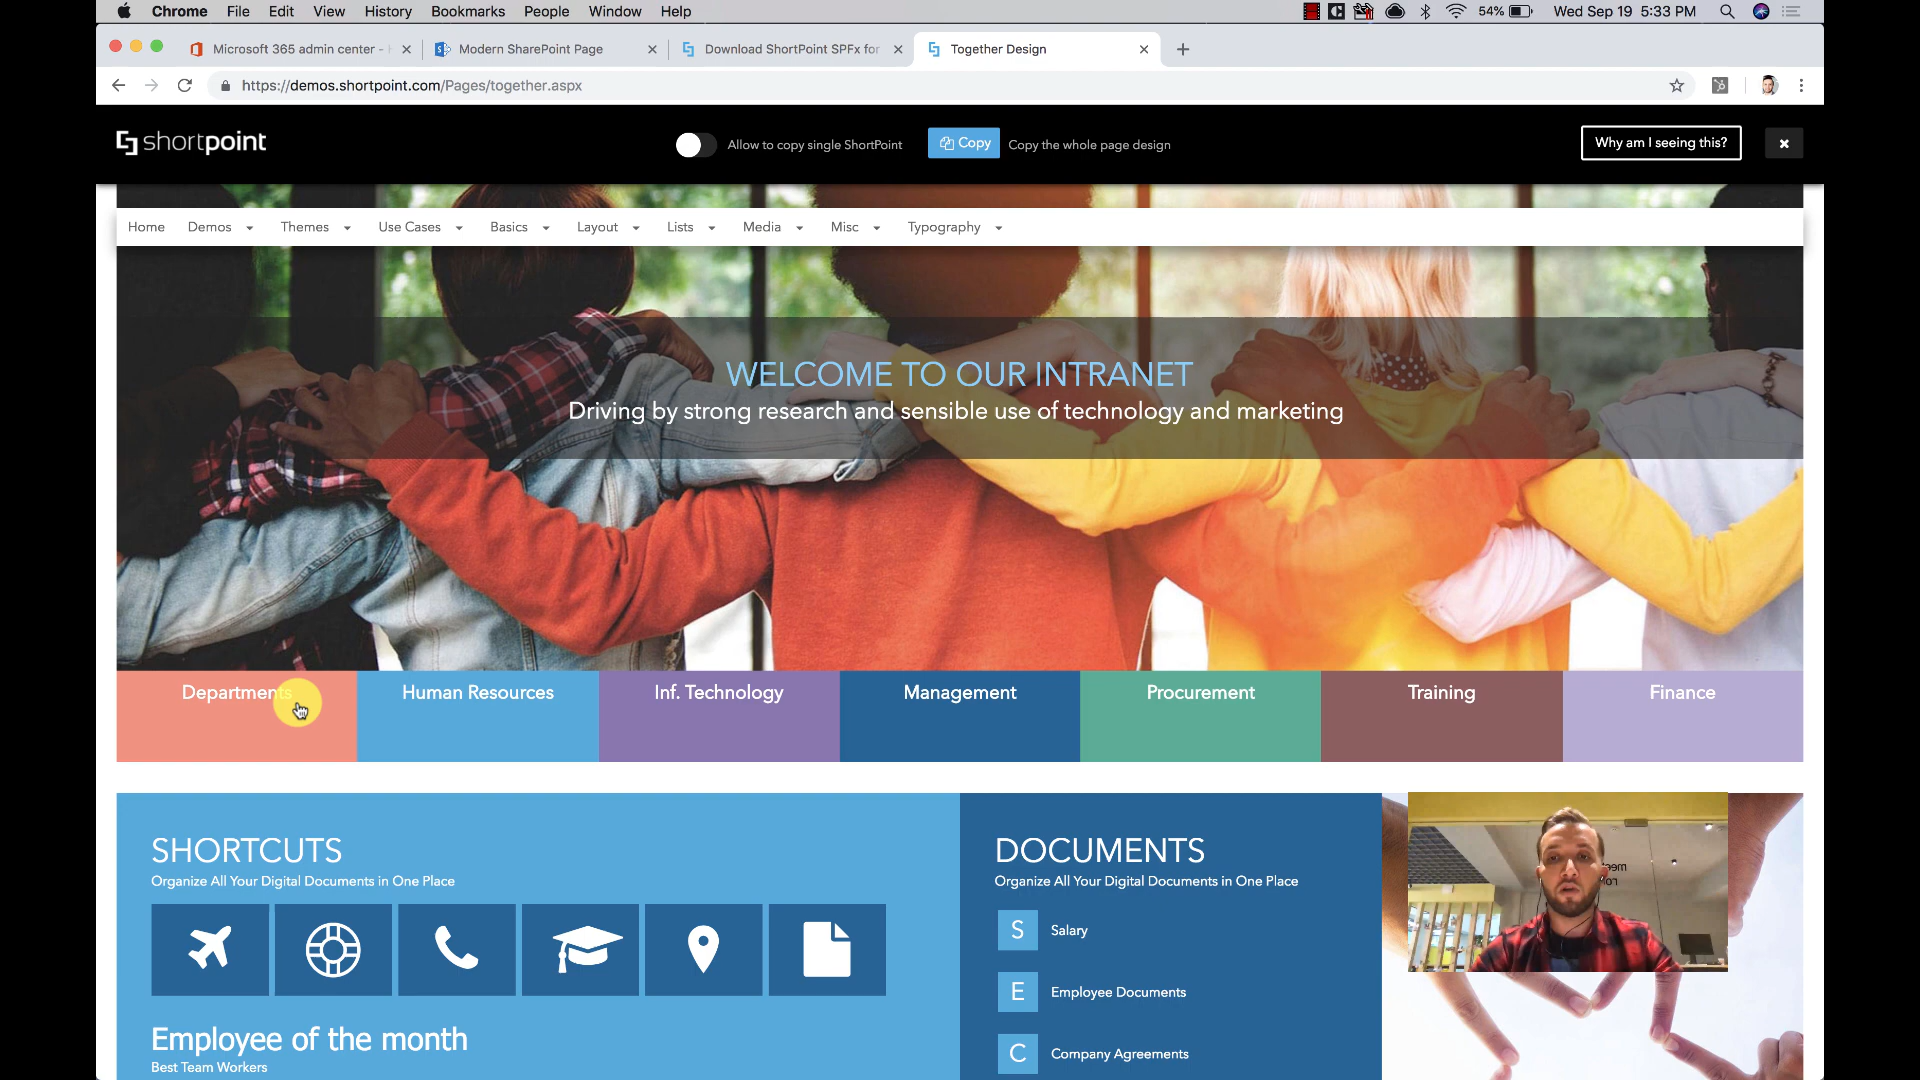 Chrome File Edit View History Bookmarks People Window Help 54% Wed Sep 19 5:33 PM
Microsoft 365 admin center - Modern SharePoint Page Download ShortPoint SPFx for Together Design
https://demos.shortpoint.com/Pages/together.aspx
shortpoint Allow to copy single ShortPoint Copy Copy the whole page design Why am I seeing this?
Home Demos Themes Use Cases Basics Layout Lists Media Misc Typography
WELCOME TO OUR INTRANET
Driving by strong research and sensible use of technology and marketing
Departments Human Resources Inf. Technology Management Procurement Training Finance
SHORTCUTS
Organize All Your Digital Documents in One Place
Employee of the month
Best Team Workers
DOCUMENTS
Organize All Your Digital Documents in One Place
S Salary
E Employee Documents
C Company Agreements